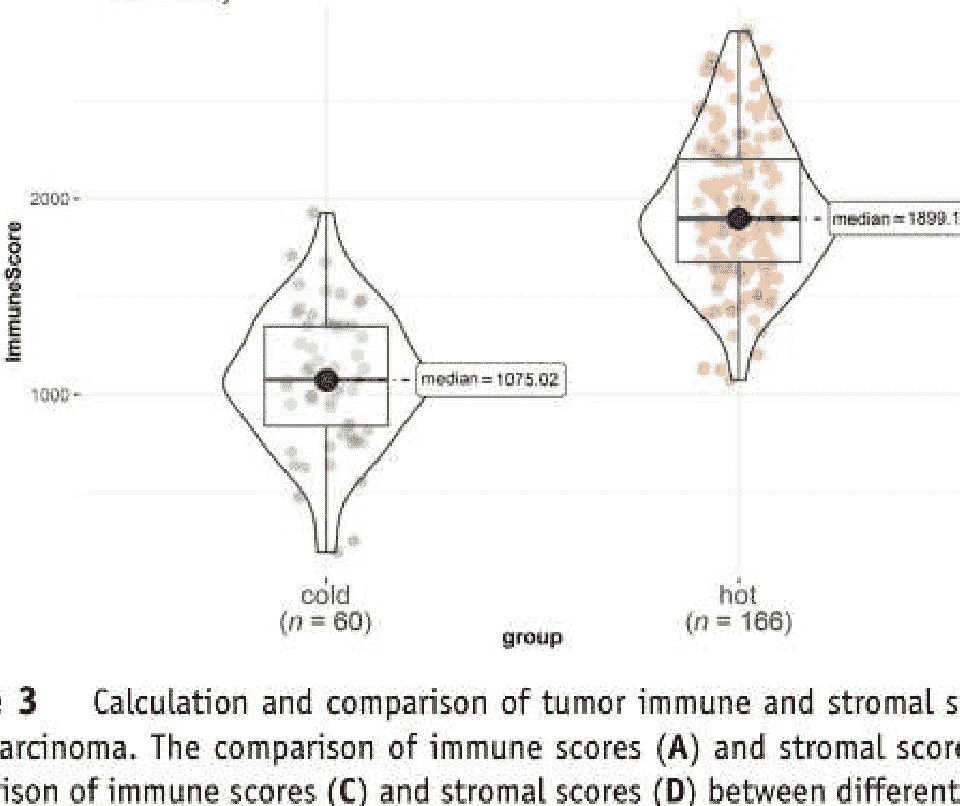 2000
ImmuneScore
median = 1899.1
median = 1075.02
1000
cold
(n = 60)
hot
(n = 166)
group
3 Calculation and comparison of tumor immune and stromal
arcinoma. The comparison of immune scores (A) and stromal
of immune scores (C) and stromal scores (D) between different